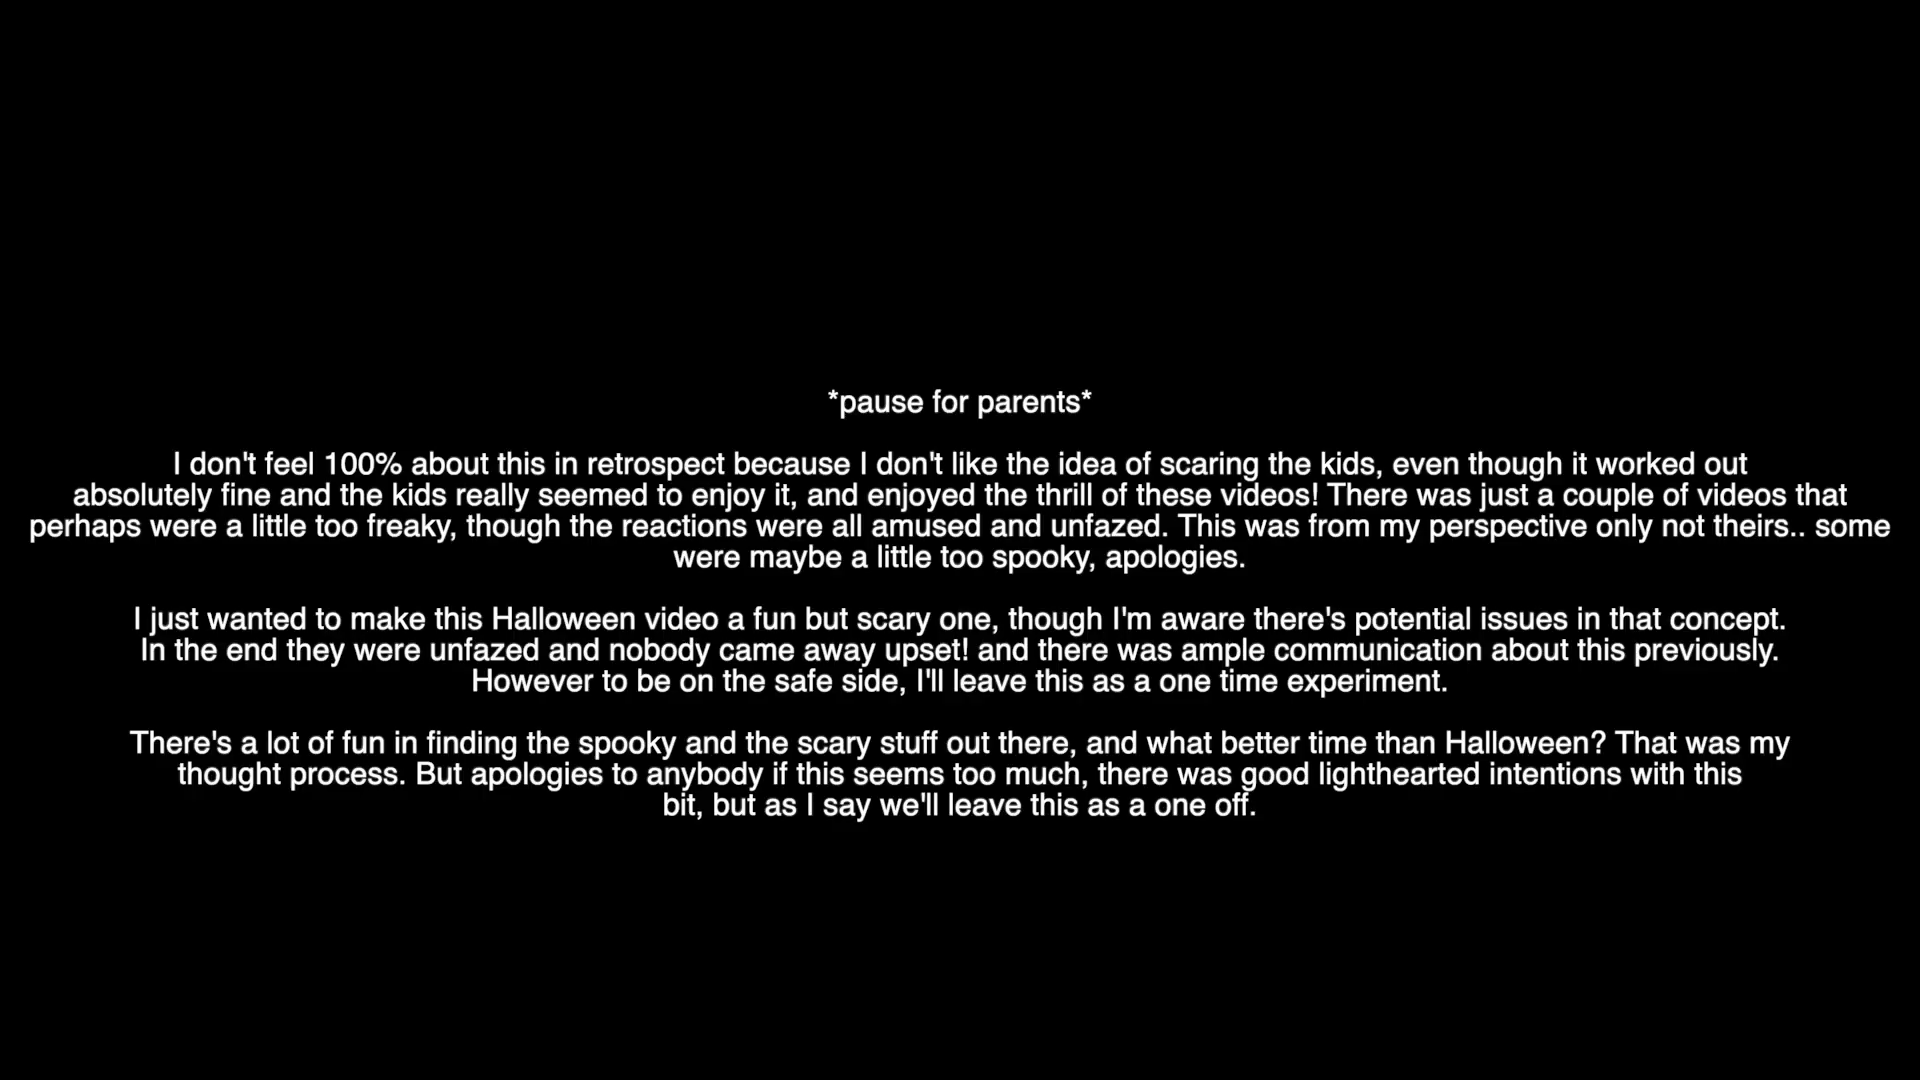 *pause for parents*
I don't feel 100% about this in retrospect because I don't like the idea of scaring the kids, even though it worked out
absolutely fine and the kids really seemed to enjoy it, and enjoyed the thrill of these videos! There was just a couple of videos that
perhaps were a little too freaky, though the reactions were all amused and unfazed. This was from my perspective only not theirs.. some
were maybe a little too spooky, apologies.
I just wanted to make this Halloween video a fun but scary one, though I'm aware there's potential issues in that concept.
In the end they were unfazed and nobody came away upset! and there was ample communication about this previously.
However to be on the safe side, I'll leave this as a one time experiment.
There's a lot of fun in finding the spooky and the scary stuff out there, and what better time than Halloween? That was my
thought process. But apologies to anybody if this seems too much, there was good lighthearted intentions with this
bit, but as I say we'll leave this as a one off.